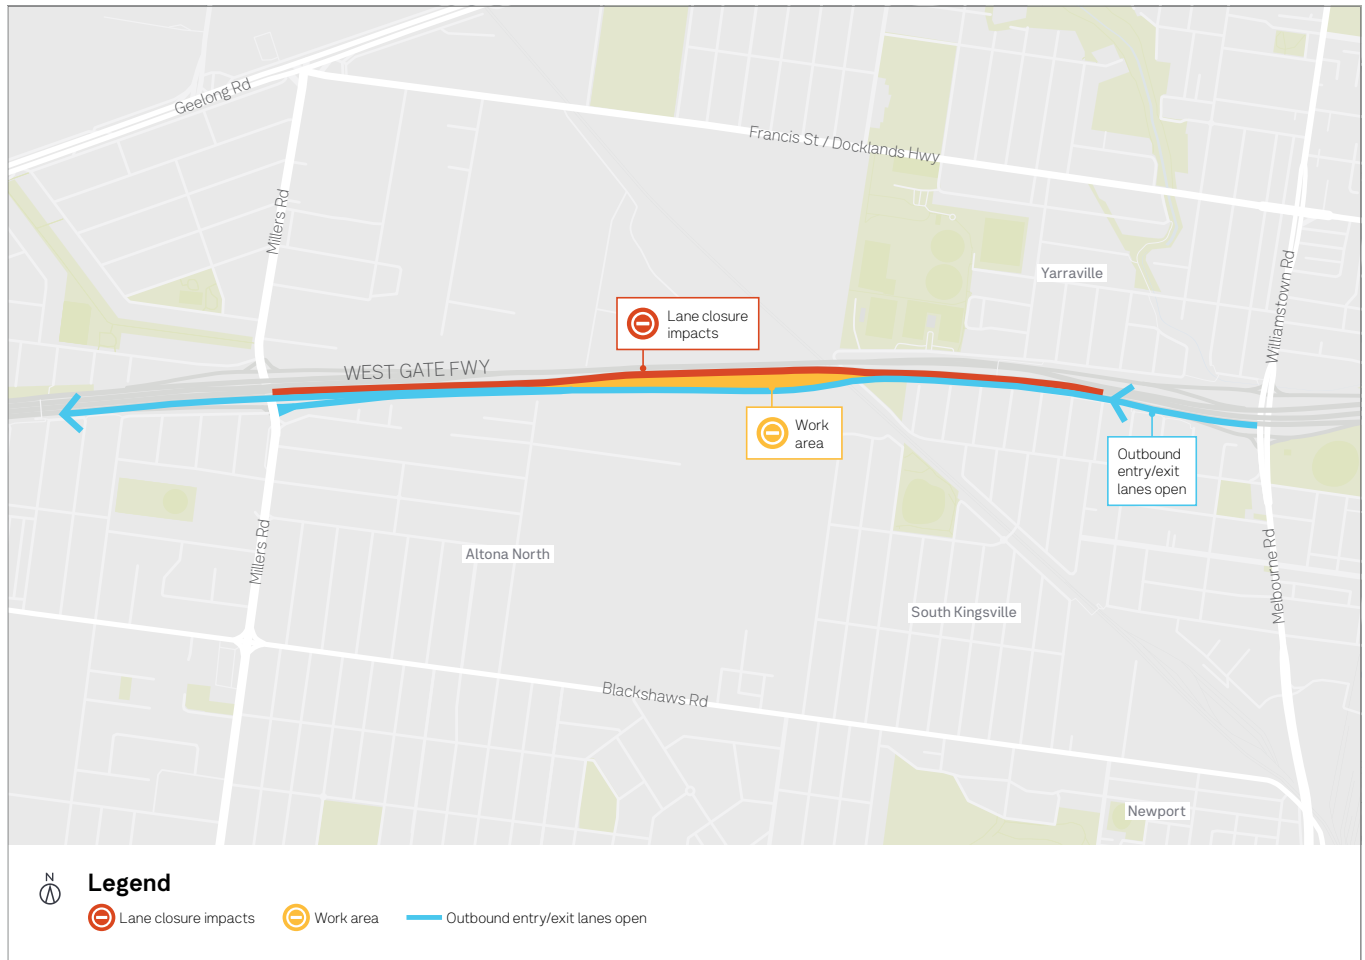 Geelong Rd
Francis St / Docklands Hwy
Millers Rd
Yarraville
Williamstown Rd
Lane closure
impacts
WEST GATE FWY
Work
area
Outbound
entry/exit
lanes open
Millers Rd
Altona North
Melbourne Rd
South Kingsville
Blackshaws Rd
Newport
N
Legend
Lane closure impacts
Work area
Outbound entry/exit lanes open